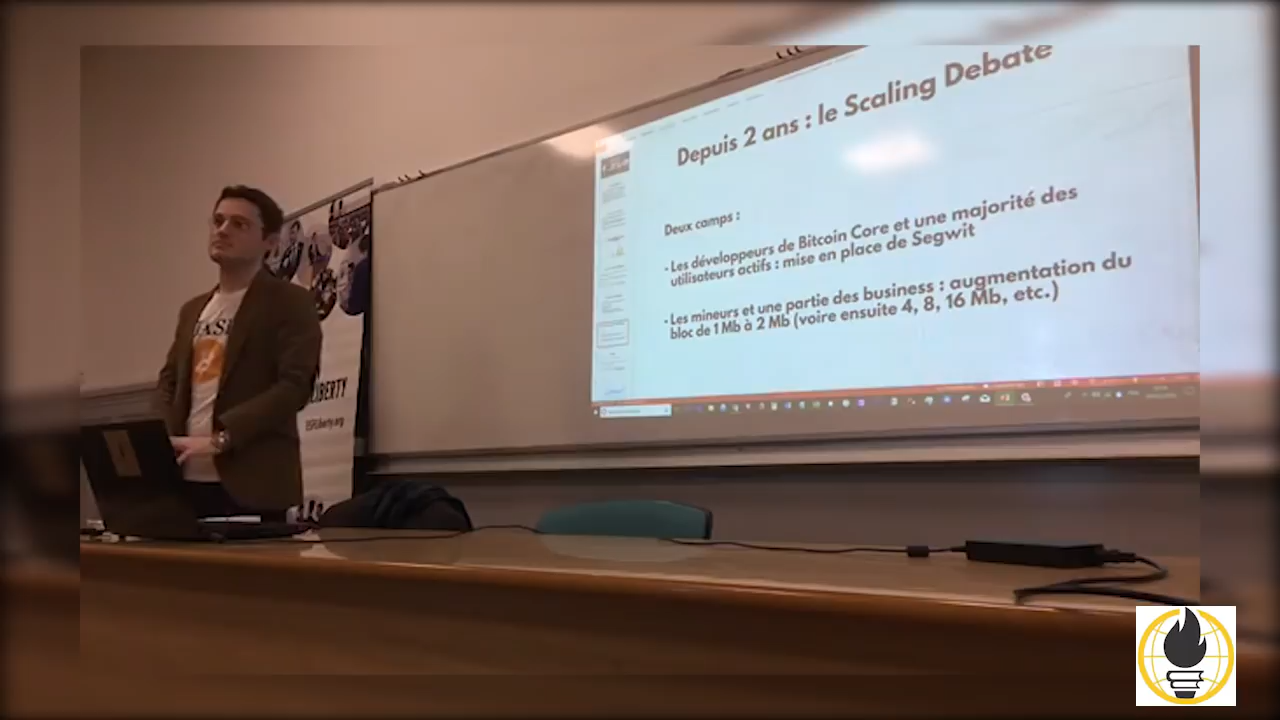 Depuis 2 ans : le Scaling Debate
Deux camps :
- Les développeurs de Bitcoin Core et une majorité des
utilisateurs actifs : mise en place de Segwit
- Les mineurs et une partie des business : augmentation du
bloc de 1 Mb à 2 Mb (voire ensuite 4, 8, 16 Mb, etc.)
LIBERTY
ESFLiberty.org